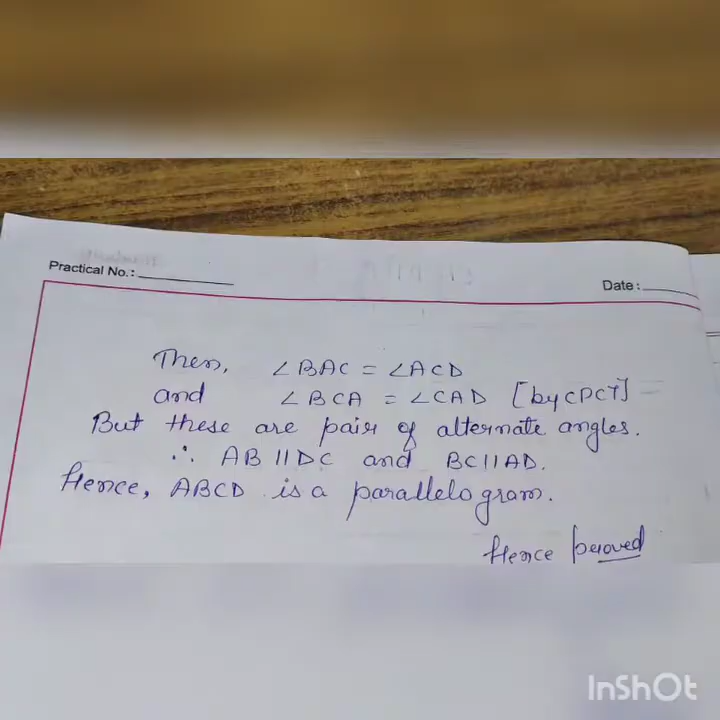 Practical No.:
Date:
Then, ∠BAC = ∠ACD
and ∠BCA = ∠CAD [by CPCT]
But these are pair of alternate angles.
∴ AB || DC and BC || AD.
Hence, ABCD is a parallelogram.
Hence proved
InShOt